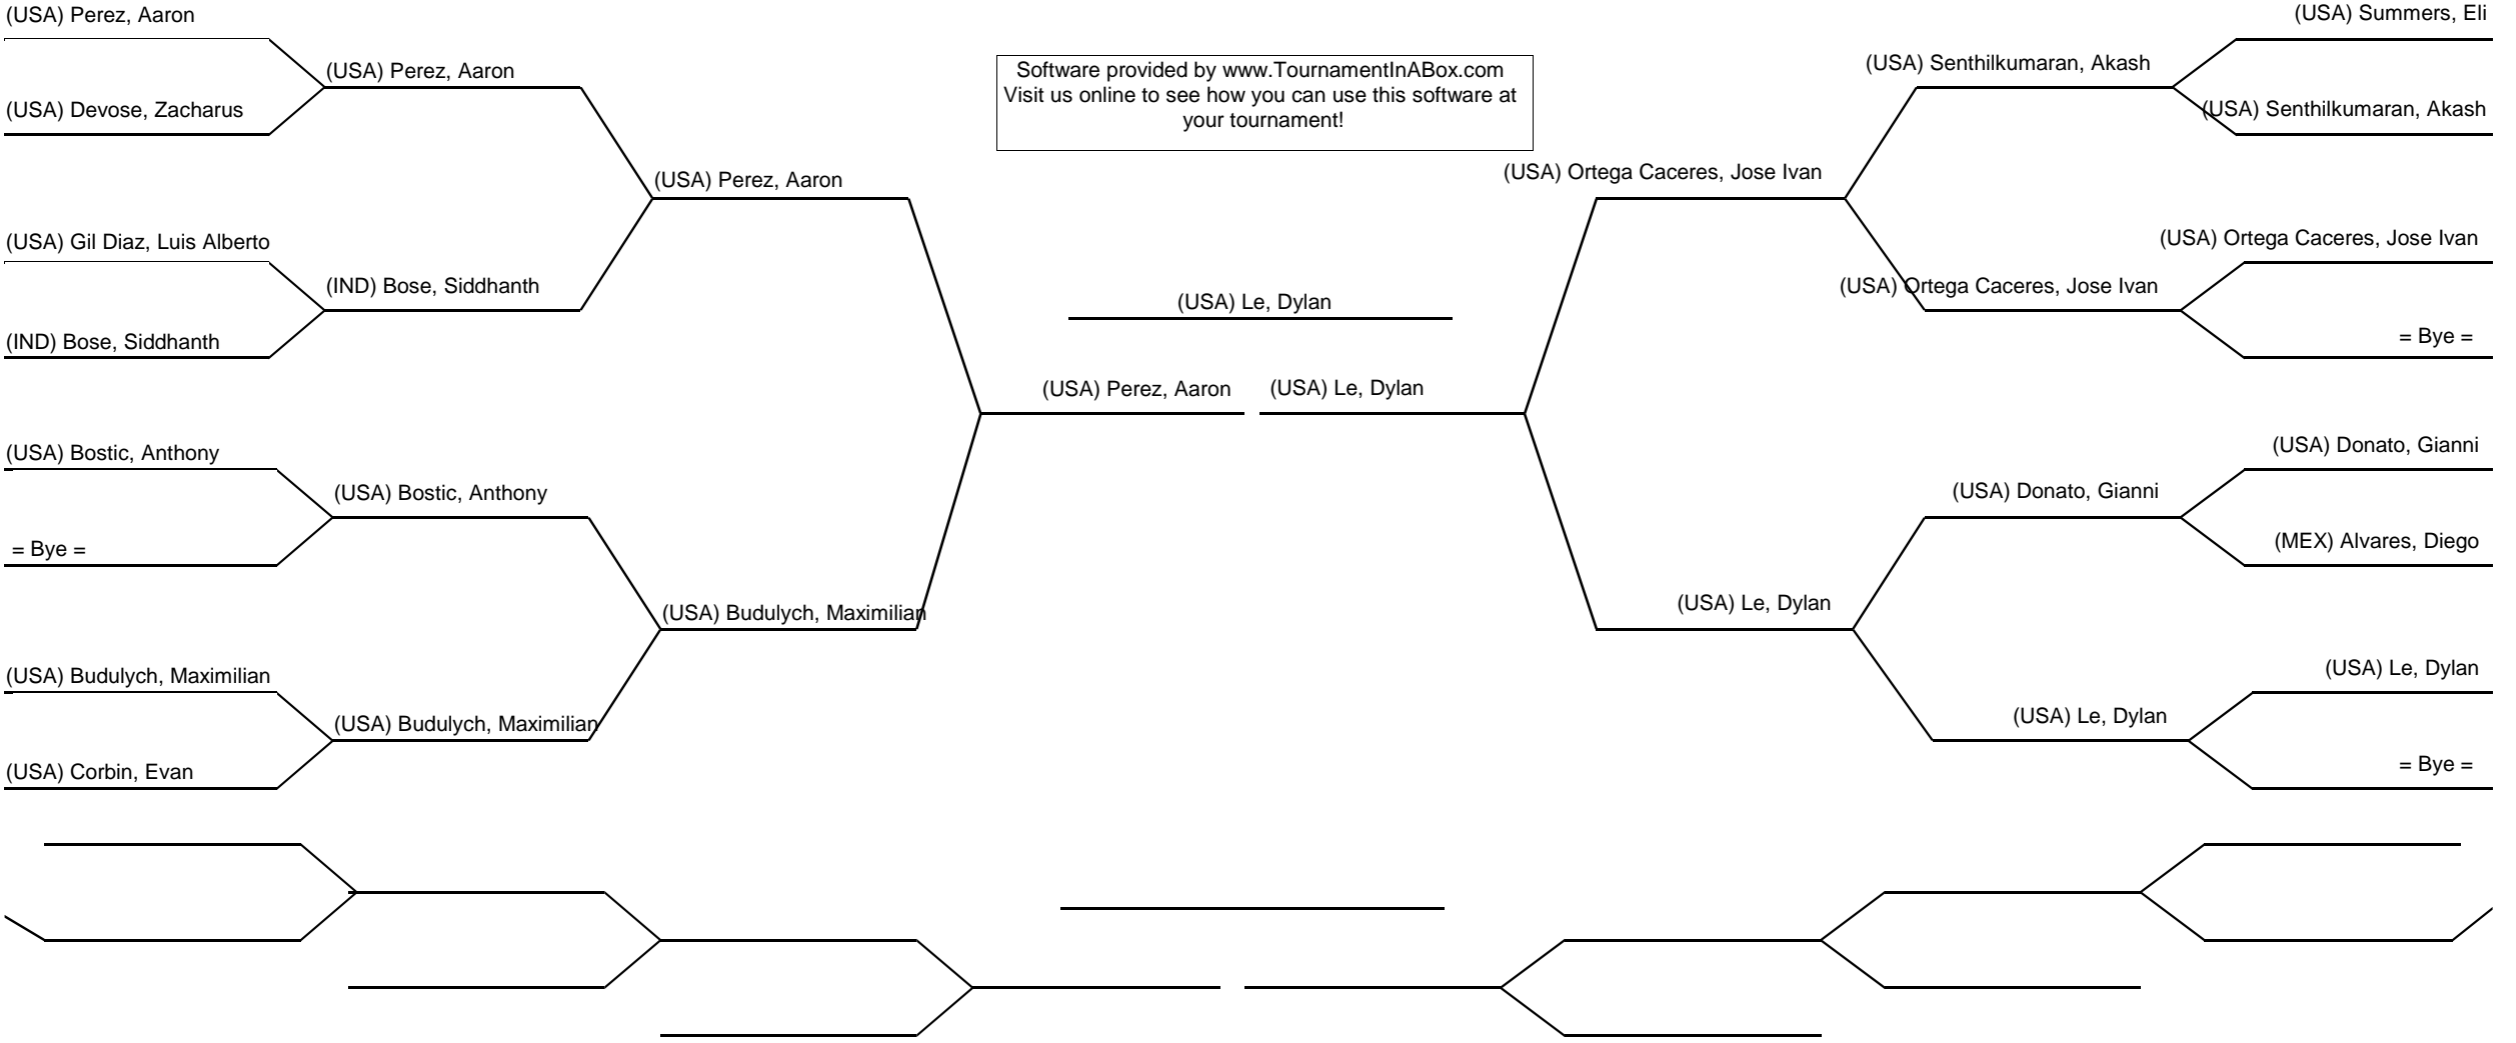 (USA) Perez, Aaron
(USA) Summers, Eli
(USA) Perez, Aaron
(USA) Senthilkumaran, Akash
Software provided by www.TournamentInABox.com
Visit us online to see how you can use this software at
your tournament!
(USA) Devose, Zacharus
(USA) Senthilkumaran, Akash
(USA) Perez, Aaron
(USA) Ortega Caceres, Jose Ivan
(USA) Gil Diaz, Luis Alberto
(USA) Ortega Caceres, Jose Ivan
(IND) Bose, Siddhanth
(USA) Le, Dylan
(USA) Ortega Caceres, Jose Ivan
(IND) Bose, Siddhanth
= Bye =
(USA) Perez, Aaron
(USA) Le, Dylan
(USA) Bostic, Anthony
(USA) Donato, Gianni
(USA) Bostic, Anthony
(USA) Donato, Gianni
= Bye =
(MEX) Alvares, Diego
(USA) Budulych, Maximilian
(USA) Le, Dylan
(USA) Budulych, Maximilian
(USA) Le, Dylan
(USA) Budulych, Maximilian
(USA) Le, Dylan
(USA) Corbin, Evan
= Bye =